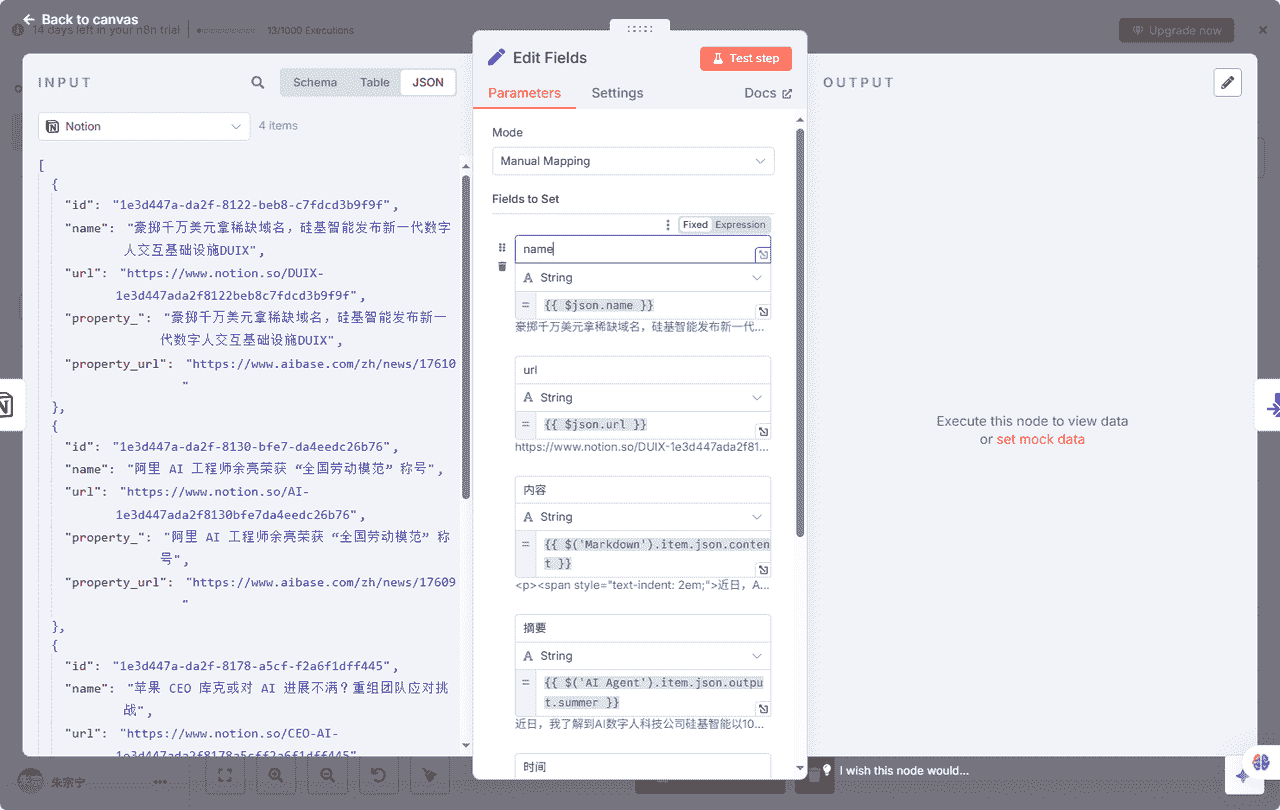 Back to canvas
14 days left in your n8n trial
13/1000 Executions
Upgrade now
INPUT
Schema
Table
JSON
Notion
4 items
[
{
"id": "1e3d447a-da2f-8122-beb8-c7fdcd3b9f9f",
"name": "豪掷千万美元拿稀缺域名，硅基智能发布新一代数字
人交互基础设施DUIX",
"url": "https://www.notion.so/DUIX-
1e3d447ada2f8122beb8c7fdcd3b9f9f",
"property_": "豪掷千万美元拿稀缺域名，硅基智能发布新一
代数字人交互基础设施DUIX",
"property_url": "https://www.aibase.com/zh/news/17610
"
},
{
"id": "1e3d447a-da2f-8130-bfe7-da4eedc26b76",
"name": "阿里 AI 工程师余亮荣获 “全国劳动模范” 称号",
"url": "https://www.notion.so/AI-
1e3d447ada2f8130bfe7da4eedc26b76",
"property_": "阿里 AI 工程师余亮荣获 “全国劳动模范” 称
号",
"property_url": "https://www.aibase.com/zh/news/17609
"
},
{
"id": "1e3d447a-da2f-8178-a5cf-f2a6f1dff445",
"name": "苹果 CEO 库克或对 AI 进展不满？重组团队应对挑
战",
"url": "https://www.notion.so/CEO-AI-
1e3d447ada2f8178a5cff2a6f1dff445"
Edit Fields
Test step
Parameters
Settings
Docs
Mode
Manual Mapping
Fields to Set
Fixed
Expression
name
A String
= {{ $json.name }}
豪掷千万美元拿稀缺域名，硅基智能发布新一代...
url
A String
= {{ $json.url }}
https://www.notion.so/DUIX-1e3d447ada2f81...
内容
A String
= {{ $('Markdown').item.json.conten
t }}
<p><span style="text-indent: 2em;">近日，A...
摘要
A String
= {{ $('AI Agent').item.json.outpu
t.summer }}
近日，我了解到AI数字人科技公司硅基智能以10...
时间
OUTPUT
Execute this node to view data
or set mock data
朱宗宁
I wish this node would...